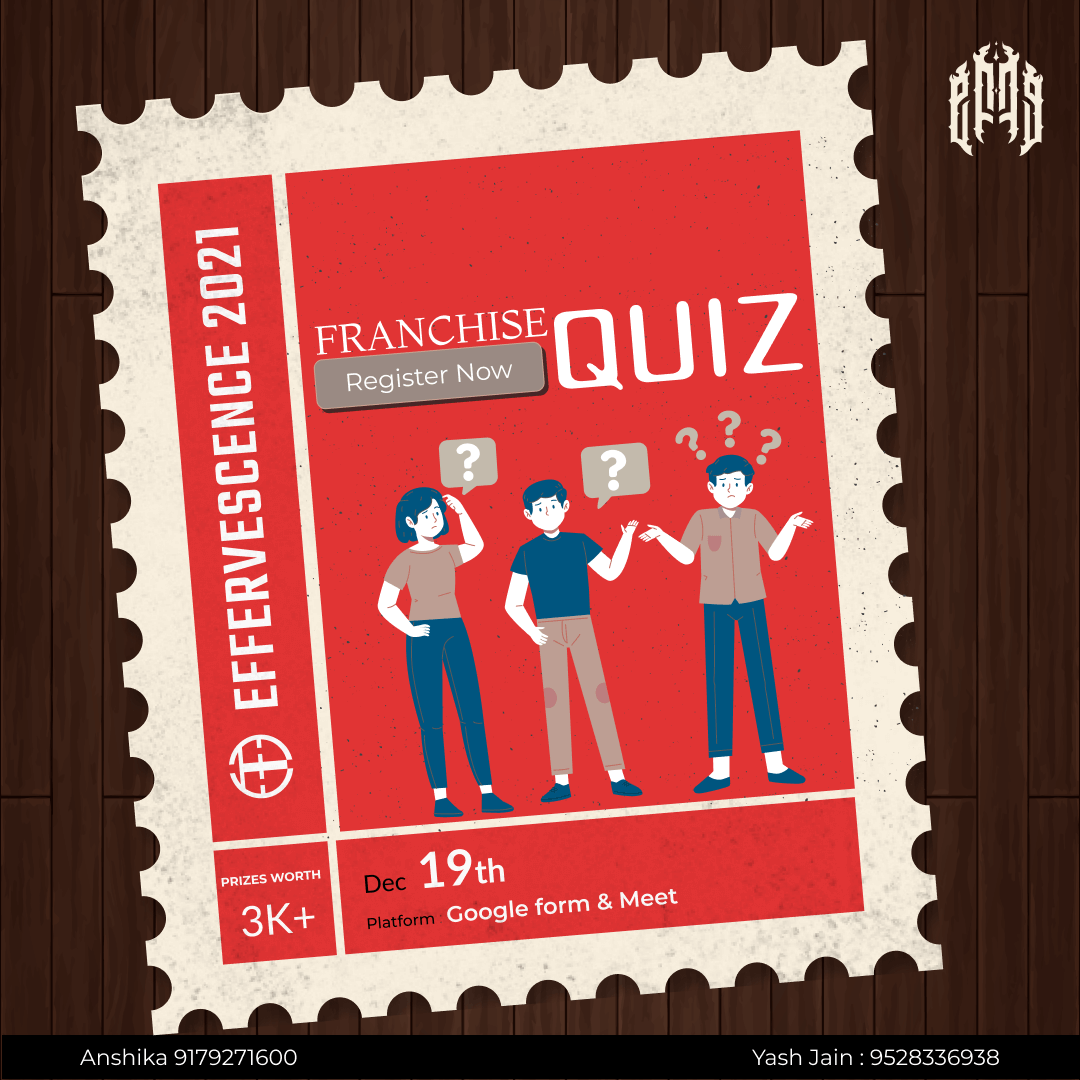 EMS
EFFERVESCENCE 2021
FRANCHISE
QUIZ
Register Now
?
?
? ? ?
PRIZES WORTH
3K+
Dec 19th
Platform : Google form & Meet
Anshika 9179271600
Yash Jain : 9528336938